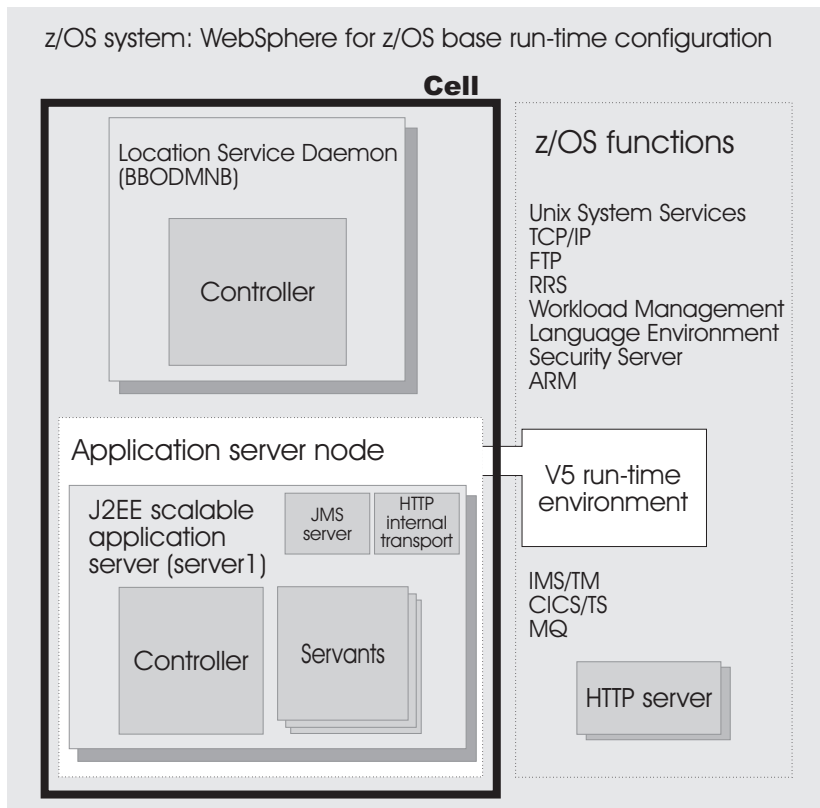 z/OS system: WebSphere for z/OS base run-time configuration
Cell
Location Service Daemon
(BBODMNB)
Controller
Application server node
J2EE scalable
application
server (server1)
JMS
server
HTTP
internal
transport
Controller
Servants
z/OS functions
Unix System Services
TCP/IP
FTP
RRS
Workload Management
Language Environment
Security Server
ARM
V5 run-time
environment
IMS/TM
CICS/TS
MQ
HTTP server